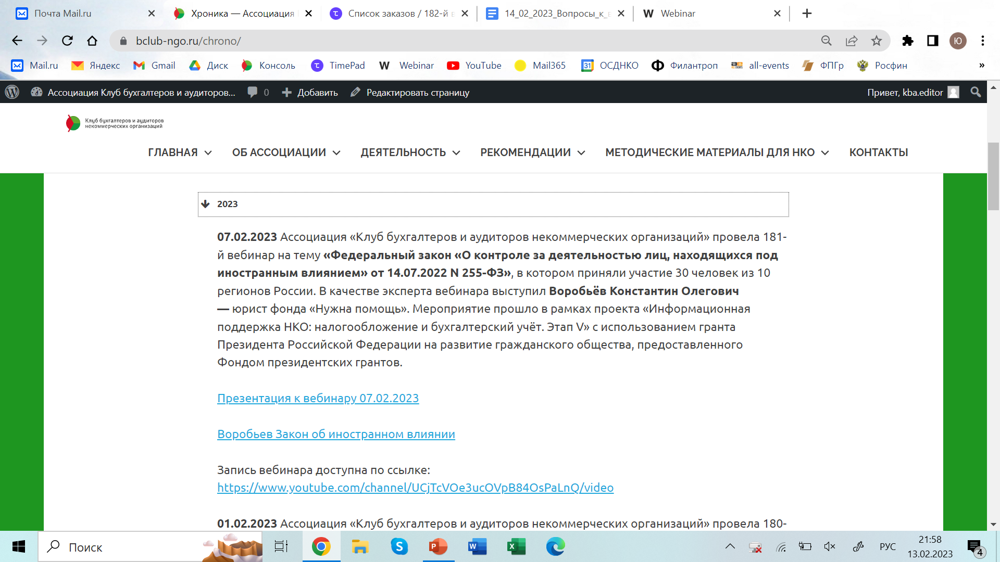 Почта Mail.ru
Хроника — Ассоциация
Список заказов / 182-й в
14_02_2023_Вопросы_к_в
Webinar
bclub-ngo.ru/chrono/
Ю
Mail.ru
Яндекс
Gmail
Диск
Консоль
TimePad
Webinar
YouTube
Mail365
31
ОСДНКО
Филантроп
all-events
ФПГр
Росфин
»
Ассоциация Клуб бухгалтеров и аудиторов...
0
Добавить
Редактировать страницу
Привет, kba.editor
Клуб бухгалтеров и аудиторов
некоммерческих организаций
ГЛАВНАЯ
ОБ АССОЦИАЦИИ
ДЕЯТЕЛЬНОСТЬ
РЕКОМЕНДАЦИИ
МЕТОДИЧЕСКИЕ МАТЕРИАЛЫ ДЛЯ НКО
КОНТАКТЫ
2023
07.02.2023 Ассоциация «Клуб бухгалтеров и аудиторов некоммерческих организаций» провела 181-
й вебинар на тему «Федеральный закон «О контроле за деятельностью лиц, находящихся под
иностранным влиянием» от 14.07.2022 N 255-ФЗ», в котором приняли участие 30 человек из 10
регионов России. В качестве эксперта вебинара выступил Воробьёв Константин Олегович
— юрист фонда «Нужна помощь». Мероприятие прошло в рамках проекта «Информационная
поддержка НКО: налогообложение и бухгалтерский учёт. Этап V» с использованием гранта
Президента Российской Федерации на развитие гражданского общества, предоставленного
Фондом президентских грантов.
Презентация к вебинару 07.02.2023
Воробьев Закон об иностранном влиянии
Запись вебинара доступна по ссылке:
https://www.youtube.com/channel/UCjTcVOe3ucOVpB84OsPaLnQ/video
01.02.2023 Ассоциация «Клуб бухгалтеров и аудиторов некоммерческих организаций» провела 180-
Поиск
РУС
21:58
13.02.2023
4